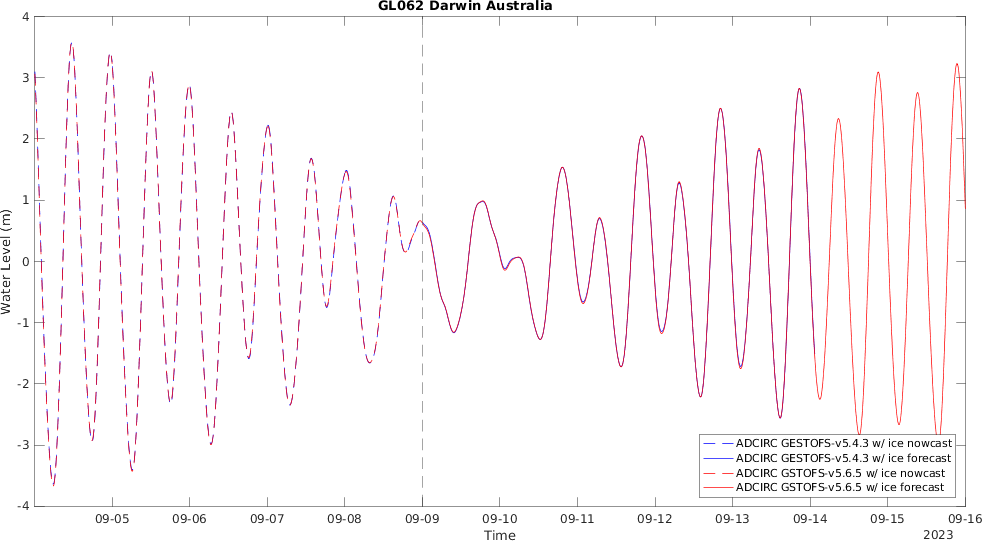 GL062 Darwin Australia
4
3
2
1
0
-1
-2
-3
-4
Water Level (m)
ADCIRC GESTOFS-v5.4.3 w/ ice nowcast
ADCIRC GESTOFS-v5.4.3 w/ ice forecast
ADCIRC GSTOFS-v5.6.5 w/ ice nowcast
ADCIRC GSTOFS-v5.6.5 w/ ice forecast
09-05 09-06 09-07 09-08 09-09 09-10 09-11 09-12 09-13 09-14 09-15 09-16
Time
2023